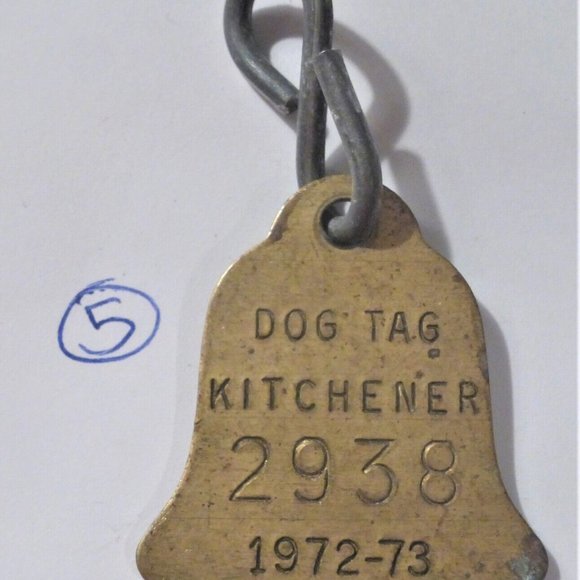 5
DOG TAG
KITCHENER
2938
1972-73